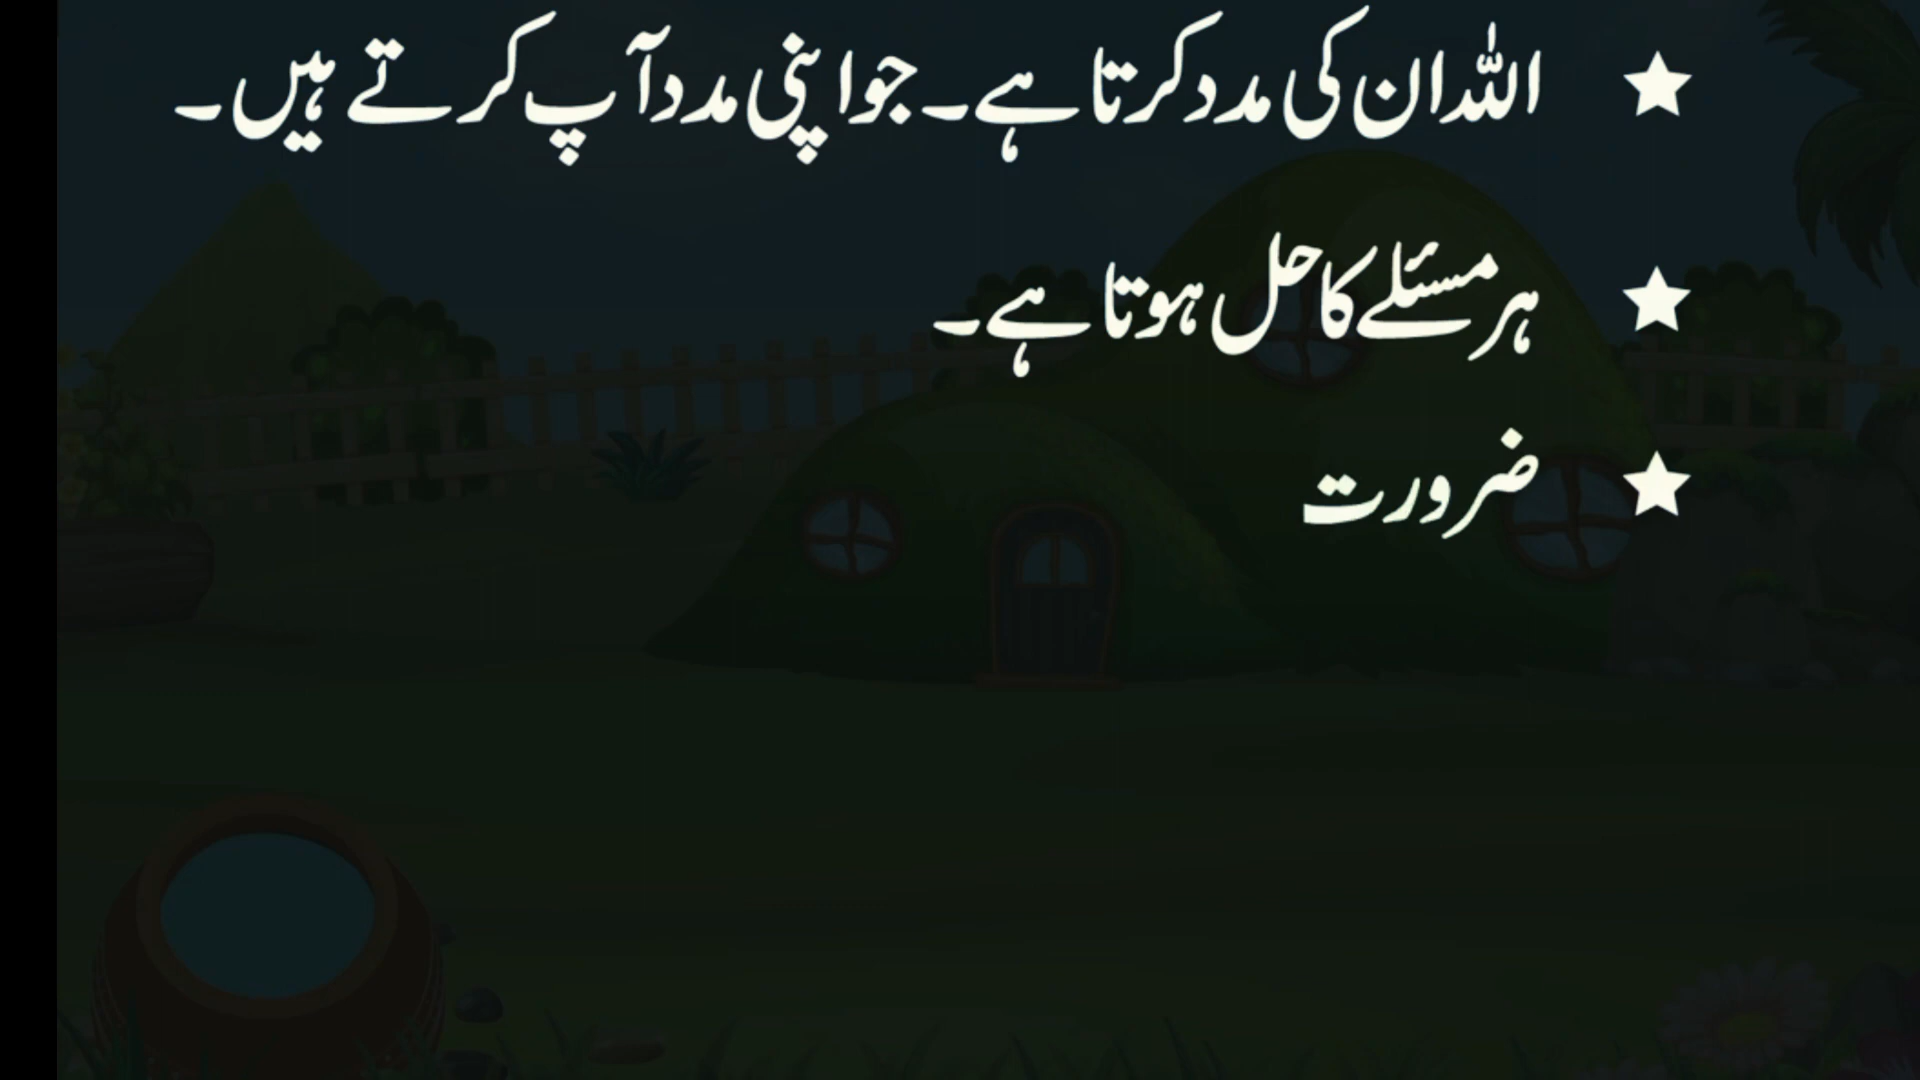 ★ اللہ ان کی مدد کرتا ہے۔ جو اپنی مدد آپ کرتے ہیں۔
★ ہر مسئلے کا حل ہوتا ہے۔
★ ضرورت